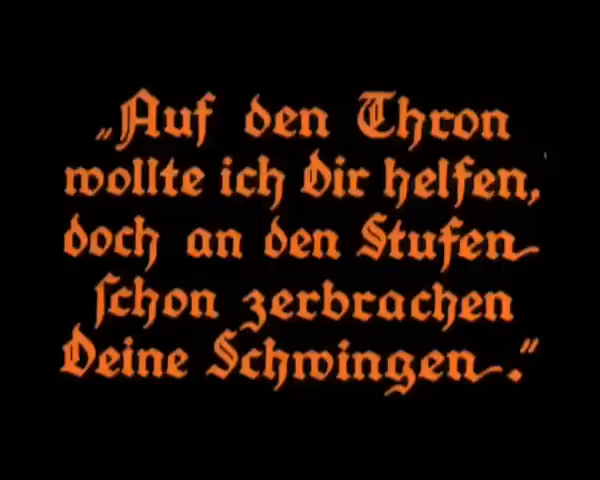 „Auf den Thron
wollte ich Dir helfen,
doch an den Stufen
schon zerbrachen
Deine Schwingen.“